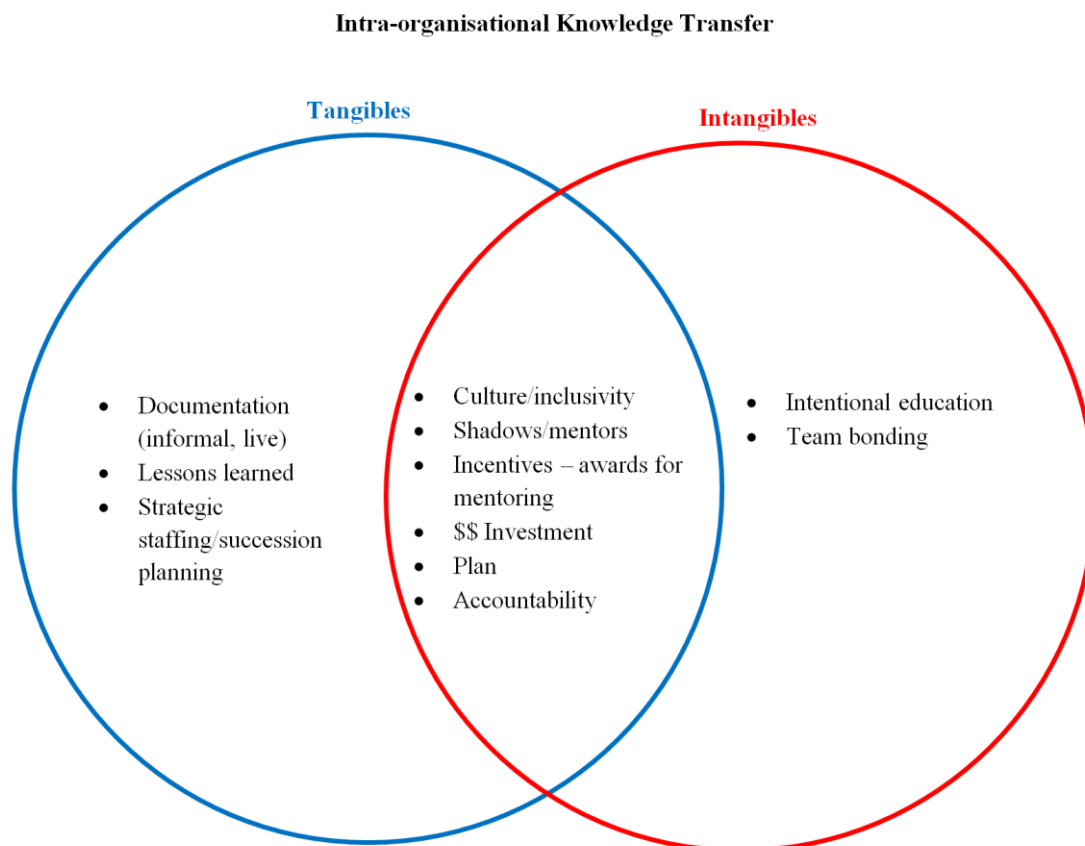 Intra-organisational Knowledge Transfer
Tangibles
Intangibles
• Documentation
(informal, live)
• Lessons learned
• Strategic
staffing/succession
planning
• Culture/inclusivity
• Shadows/mentors
• Incentives – awards for
mentoring
• $$ Investment
• Plan
• Accountability
• Intentional education
• Team bonding